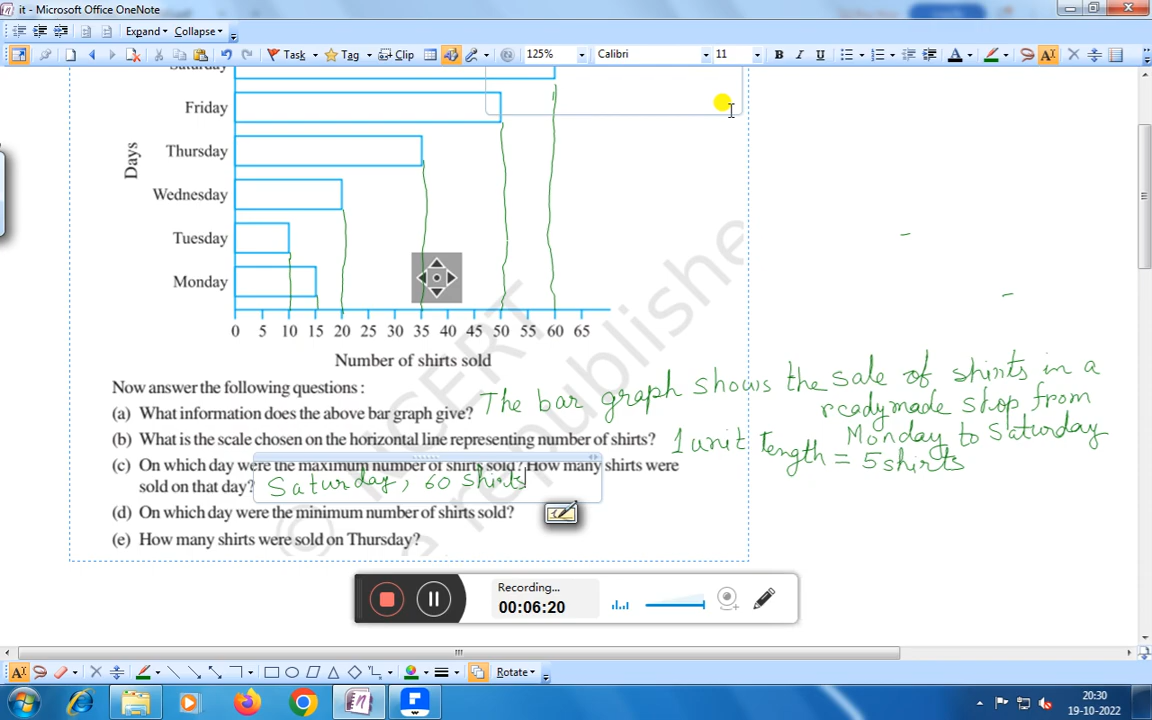 it - Microsoft Office OneNote
Expand Collapse
Task Tag Clip 125% Calibri 11 B I U A
Saturday
Friday
Thursday
Wednesday
Tuesday
Monday
Days
0 5 10 15 20 25 30 35 40 45 50 55 60 65
Number of shirts sold
Now answer the following questions :
(a) What information does the above bar graph give? The bar graph shows the sale of shirts in a
readymade shop from
Monday to Saturday
(b) What is the scale chosen on the horizontal line representing number of shirts? 1 unit length = 5 shirts
(c) On which day were the maximum number of shirts sold? How many shirts were
sold on that day? Saturday, 60 shirts
(d) On which day were the minimum number of shirts sold?
(e) How many shirts were sold on Thursday?
Recording...
00:06:20
Rotate
20:30
19-10-2022